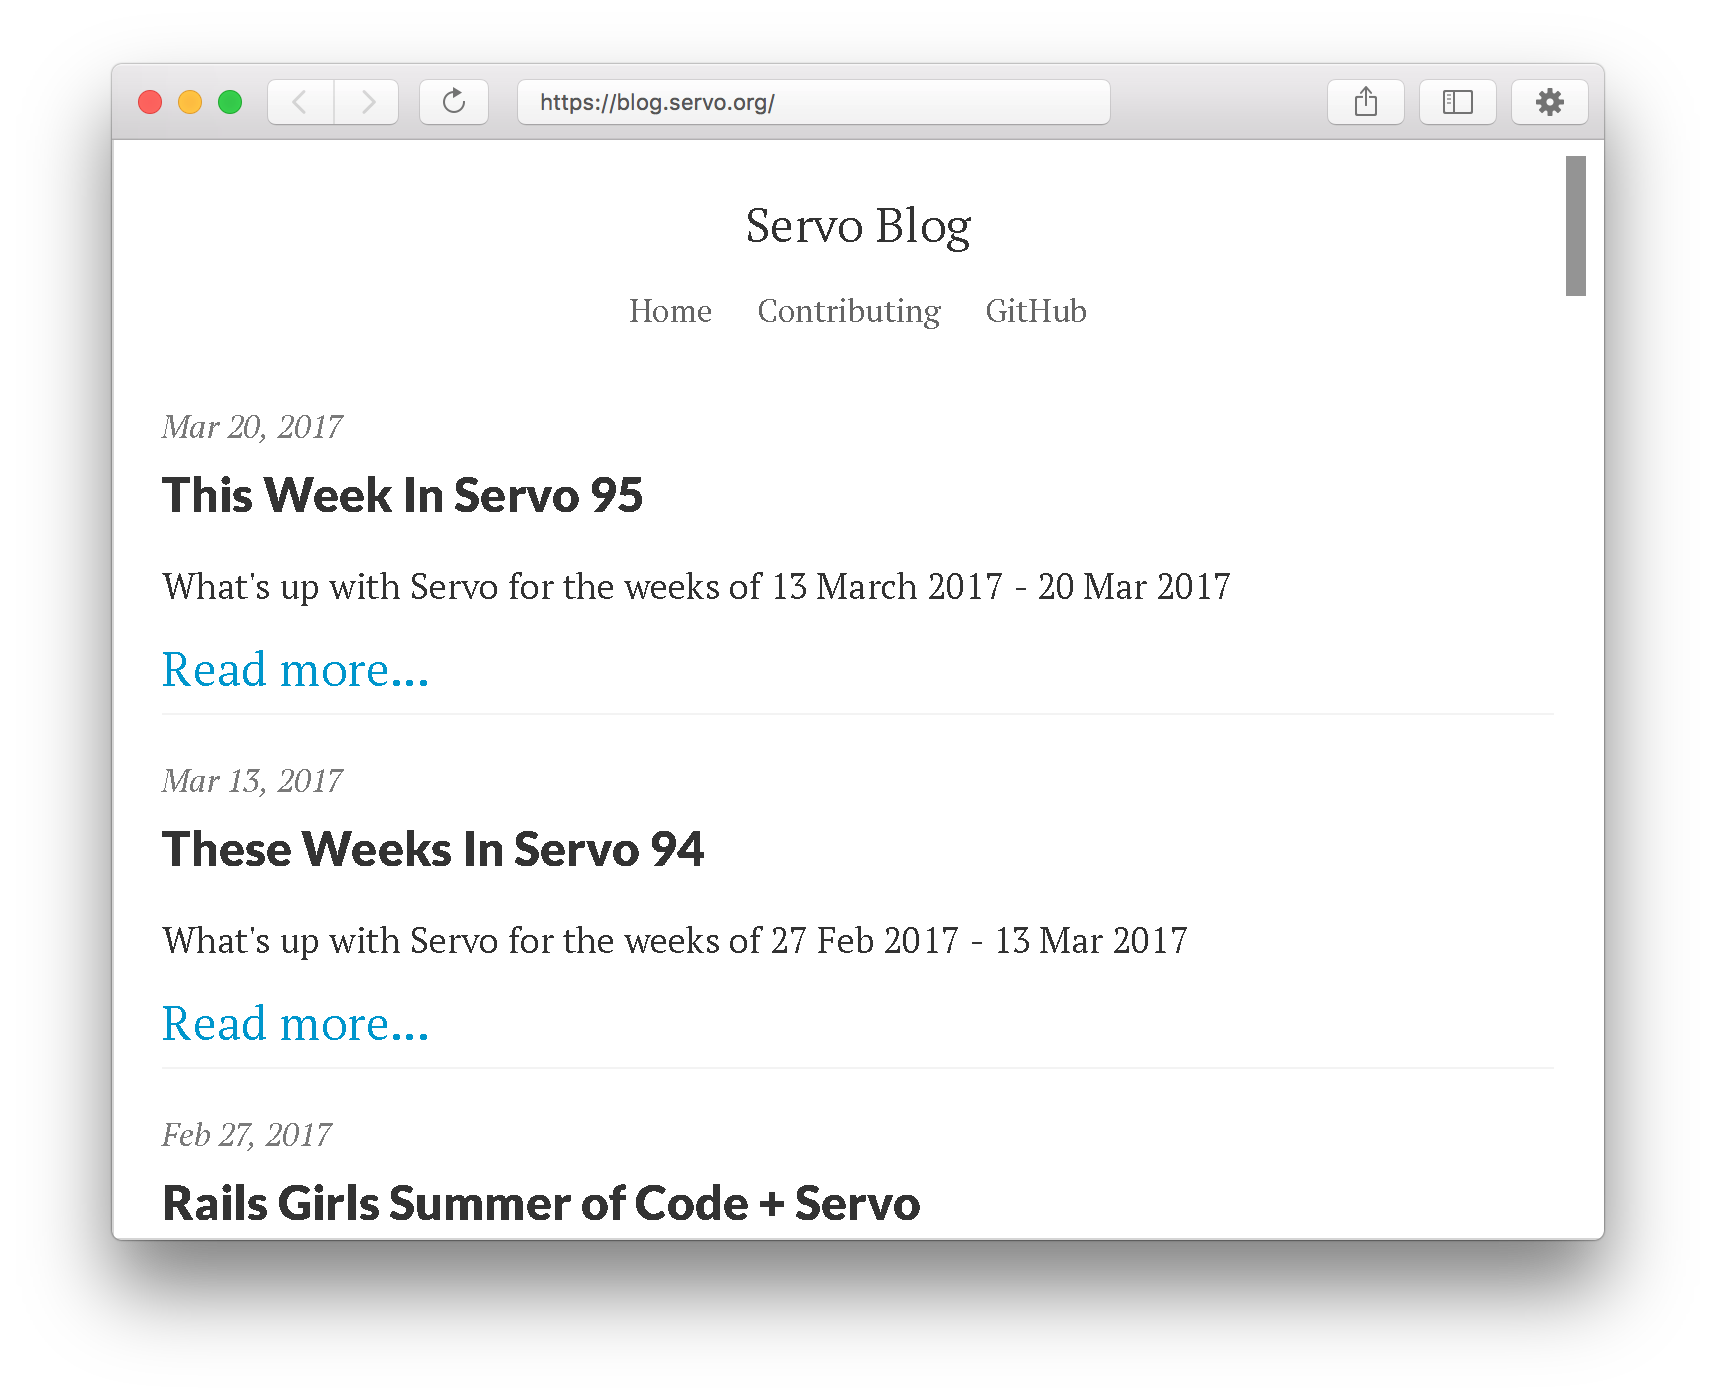 https://blog.servo.org/
Servo Blog
Home Contributing GitHub
Mar 20, 2017
This Week In Servo 95
What's up with Servo for the weeks of 13 March 2017 - 20 Mar 2017
Read more...
Mar 13, 2017
These Weeks In Servo 94
What's up with Servo for the weeks of 27 Feb 2017 - 13 Mar 2017
Read more...
Feb 27, 2017
Rails Girls Summer of Code + Servo